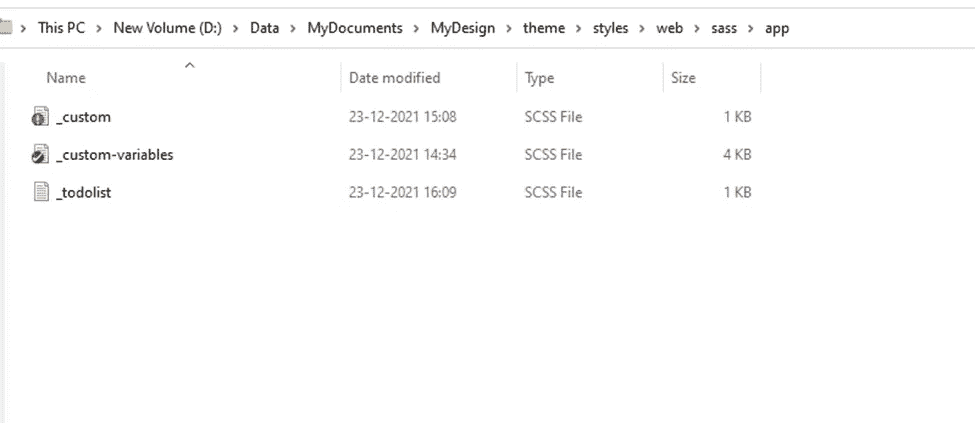 This PC > New Volume (D:) > Data > MyDocuments > MyDesign > theme > styles > web > sass > app
Name Date modified Type Size
_custom 23-12-2021 15:08 SCSS File 1 KB
_custom-variables 23-12-2021 14:34 SCSS File 4 KB
_todolist 23-12-2021 16:09 SCSS File 1 KB